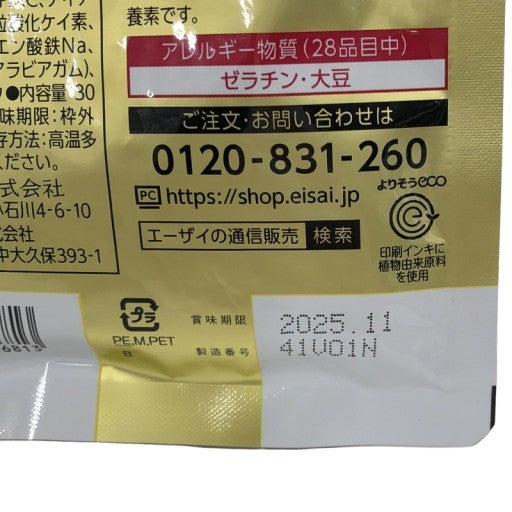 養素です。
粒酸化ケイ素、
エン酸鉄Na、
アラビアガム)、
●内容量 30
味期限:枠外
存方法:高温多
ください。
式会社
小石川4-6-10
式会社
中大久保393-1
アレルギー物質(28品目中)
ゼラチン・大豆
ご注文・お問い合わせは
0120-831-260
PC https://shop.eisai.jp
エーザイの通信販売 検索
よりそうeco
印刷インキに
植物由来原料
を使用
6813
プラ
PE.M.PET
B
賞味期限 2025.11
製造番号 41V01N